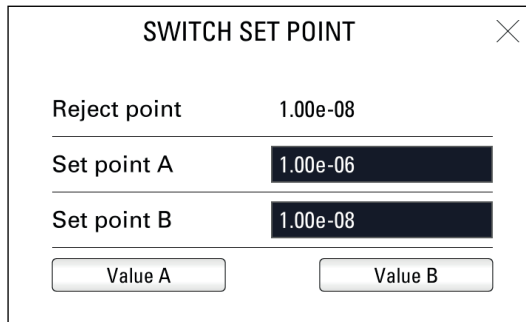 SWITCH SET POINT
Reject point 1.00e-08
Set point A 1.00e-06
Set point B 1.00e-08
Value A Value B